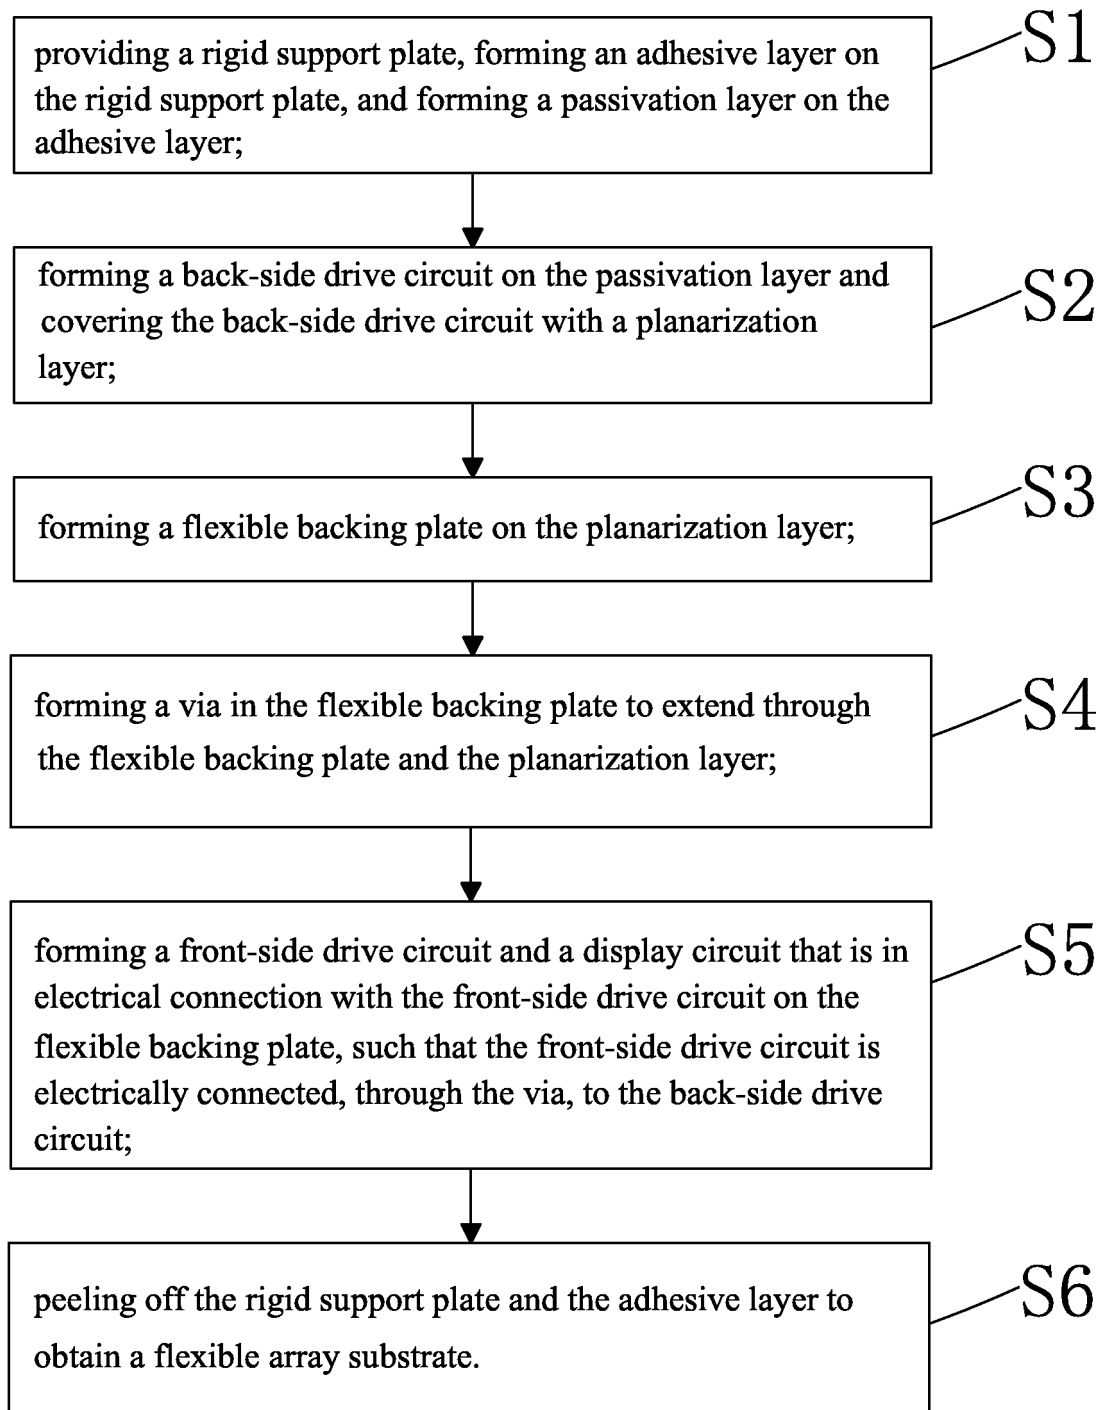 providing a rigid support plate, forming an adhesive layer on
the rigid support plate, and forming a passivation layer on the
adhesive layer;
S1
forming a back-side drive circuit on the passivation layer and
covering the back-side drive circuit with a planarization
layer;
S2
forming a flexible backing plate on the planarization layer;
S3
forming a via in the flexible backing plate to extend through
the flexible backing plate and the planarization layer;
S4
forming a front-side drive circuit and a display circuit that is in
electrical connection with the front-side drive circuit on the
flexible backing plate, such that the front-side drive circuit is
electrically connected, through the via, to the back-side drive
circuit;
S5
peeling off the rigid support plate and the adhesive layer to
obtain a flexible array substrate.
S6